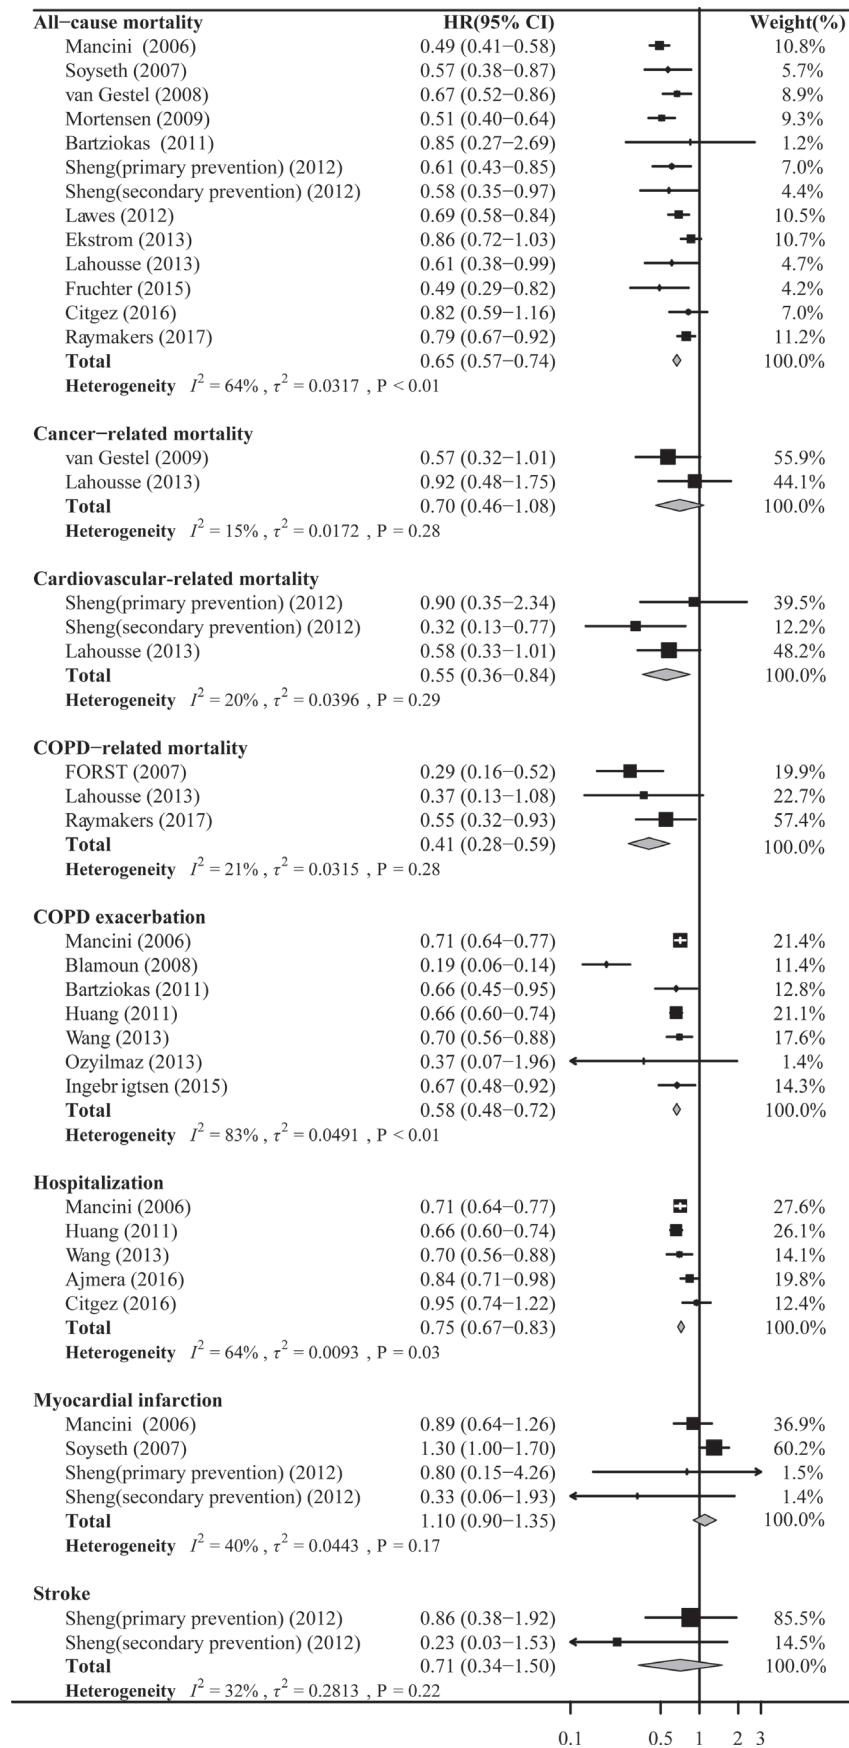 All−cause mortality HR(95% CI) Weight(%)
Mancini (2006) 0.49 (0.41−0.58) 10.8%
Soyseth (2007) 0.57 (0.38−0.87) 5.7%
van Gestel (2008) 0.67 (0.52−0.86) 8.9%
Mortensen (2009) 0.51 (0.40−0.64) 9.3%
Bartziokas (2011) 0.85 (0.27−2.69) 1.2%
Sheng(primary prevention) (2012) 0.61 (0.43−0.85) 7.0%
Sheng(secondary prevention) (2012) 0.58 (0.35−0.97) 4.4%
Lawes (2012) 0.69 (0.58−0.84) 10.5%
Ekstrom (2013) 0.86 (0.72−1.03) 10.7%
Lahousse (2013) 0.61 (0.38−0.99) 4.7%
Fruchter (2015) 0.49 (0.29−0.82) 4.2%
Citgez (2016) 0.82 (0.59−1.16) 7.0%
Raymakers (2017) 0.79 (0.67−0.92) 11.2%
Total 0.65 (0.57−0.74) 100.0%
Heterogeneity I² = 64% , τ² = 0.0317 , P < 0.01
Cancer−related mortality
van Gestel (2009) 0.57 (0.32−1.01) 55.9%
Lahousse (2013) 0.92 (0.48−1.75) 44.1%
Total 0.70 (0.46−1.08) 100.0%
Heterogeneity I² = 15% , τ² = 0.0172 , P = 0.28
Cardiovascular-related mortality
Sheng(primary prevention) (2012) 0.90 (0.35−2.34) 39.5%
Sheng(secondary prevention) (2012) 0.32 (0.13−0.77) 12.2%
Lahousse (2013) 0.58 (0.33−1.01) 48.2%
Total 0.55 (0.36−0.84) 100.0%
Heterogeneity I² = 20% , τ² = 0.0396 , P = 0.29
COPD−related mortality
FORST (2007) 0.29 (0.16−0.52) 19.9%
Lahousse (2013) 0.37 (0.13−1.08) 22.7%
Raymakers (2017) 0.55 (0.32−0.93) 57.4%
Total 0.41 (0.28−0.59) 100.0%
Heterogeneity I² = 21% , τ² = 0.0315 , P = 0.28
COPD exacerbation
Mancini (2006) 0.71 (0.64−0.77) 21.4%
Blamoun (2008) 0.19 (0.06−0.14) 11.4%
Bartziokas (2011) 0.66 (0.45−0.95) 12.8%
Huang (2011) 0.66 (0.60−0.74) 21.1%
Wang (2013) 0.70 (0.56−0.88) 17.6%
Ozyilmaz (2013) 0.37 (0.07−1.96) 1.4%
Ingebrigtsen (2015) 0.67 (0.48−0.92) 14.3%
Total 0.58 (0.48−0.72) 100.0%
Heterogeneity I² = 83% , τ² = 0.0491 , P < 0.01
Hospitalization
Mancini (2006) 0.71 (0.64−0.77) 27.6%
Huang (2011) 0.66 (0.60−0.74) 26.1%
Wang (2013) 0.70 (0.56−0.88) 14.1%
Ajmera (2016) 0.84 (0.71−0.98) 19.8%
Citgez (2016) 0.95 (0.74−1.22) 12.4%
Total 0.75 (0.67−0.83) 100.0%
Heterogeneity I² = 64% , τ² = 0.0093 , P = 0.03
Myocardial infarction
Mancini (2006) 0.89 (0.64−1.26) 36.9%
Soyseth (2007) 1.30 (1.00−1.70) 60.2%
Sheng(primary prevention) (2012) 0.80 (0.15−4.26) 1.5%
Sheng(secondary prevention) (2012) 0.33 (0.06−1.93) 1.4%
Total 1.10 (0.90−1.35) 100.0%
Heterogeneity I² = 40% , τ² = 0.0443 , P = 0.17
Stroke
Sheng(primary prevention) (2012) 0.86 (0.38−1.92) 85.5%
Sheng(secondary prevention) (2012) 0.23 (0.03−1.53) 14.5%
Total 0.71 (0.34−1.50) 100.0%
Heterogeneity I² = 32% , τ² = 0.2813 , P = 0.22
0.1 0.5 1 2 3